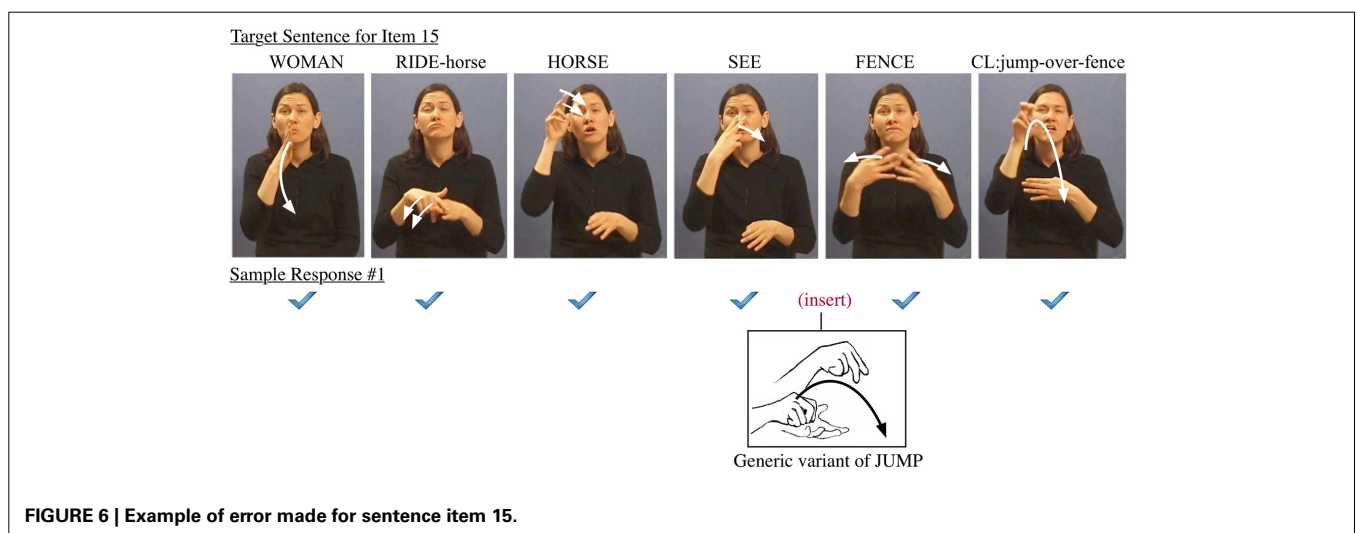 Target Sentence for Item 15
WOMAN RIDE-horse HORSE SEE FENCE CL:jump-over-fence
Sample Response #1
(insert)
Generic variant of JUMP
FIGURE 6 | Example of error made for sentence item 15.